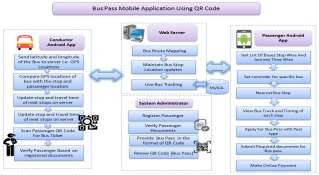 Bus Pass Mobile Application Using QR Code
Conductor
Android App
Send latitude and longitude
of the Bus to server i.e. GPS
Locations
Compare GPS locations of
bus with the stop and
passenger location
Update stop and travel time
of next stops on server
Update stop and travel time
of next stops on server
Scan Passenger QR Code
For Bus Ticket
Verify Passenger Based on
registered documents
Web Server
Bus Route Mapping
Maintain Bus Stop
Location updates
Live Bus Tracking
MySQL
System Administrator
Register Passenger
Verify Passenger
Documents
Provide Bus Pass in the
format of QR Code
Renew QR Code (Bus Pass)
Passenger Android
App
Get List Of Buses Stop Wise And
Journey Time Wise
Set reminder for specific bus
Nearest Bus Stop
View Bus Track and Timing of
each stop
Apply For Bus Pass with Pass
type
Submit Required documents for
Bus pass
Make Online Payment